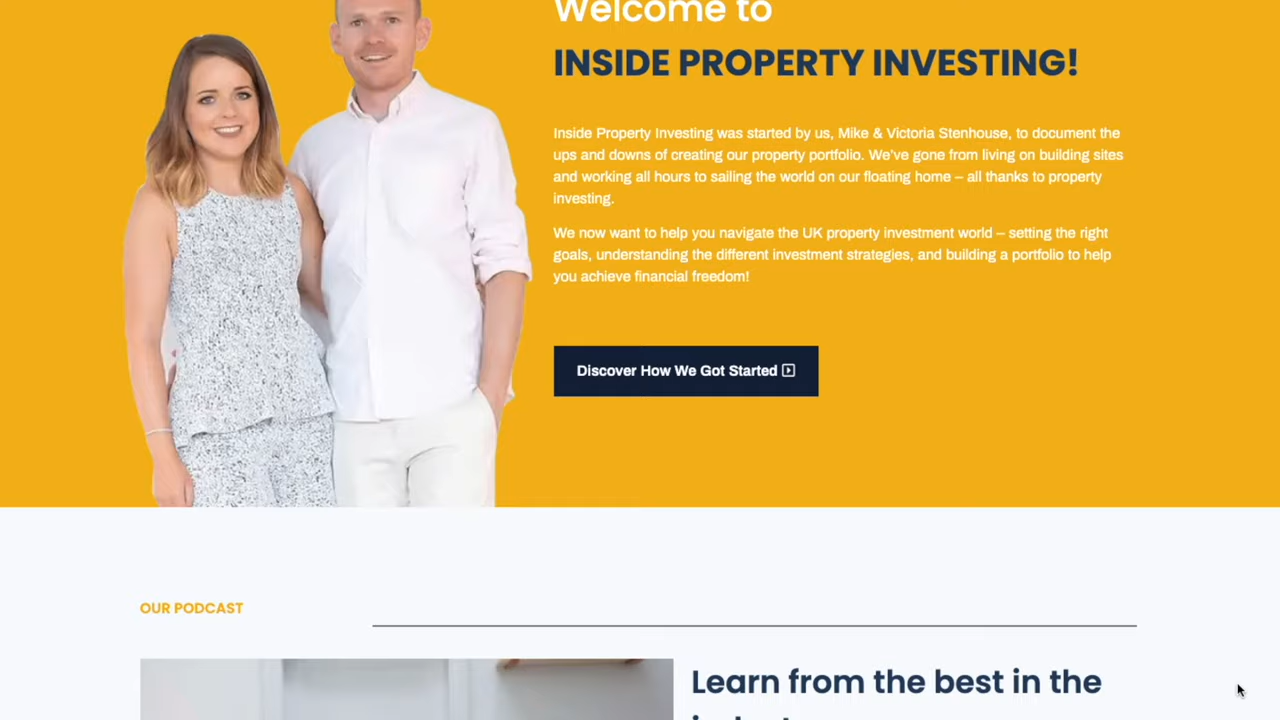 Welcome to
INSIDE PROPERTY INVESTING!
Inside Property Investing was started by us, Mike & Victoria Stenhouse, to document the
ups and downs of creating our property portfolio. We’ve gone from living on building sites
and working all hours to sailing the world on our floating home – all thanks to property
investing.
We now want to help you navigate the UK property investment world – setting the right
goals, understanding the different investment strategies, and building a portfolio to help
you achieve financial freedom!
Discover How We Got Started
OUR PODCAST
Learn from the best in the